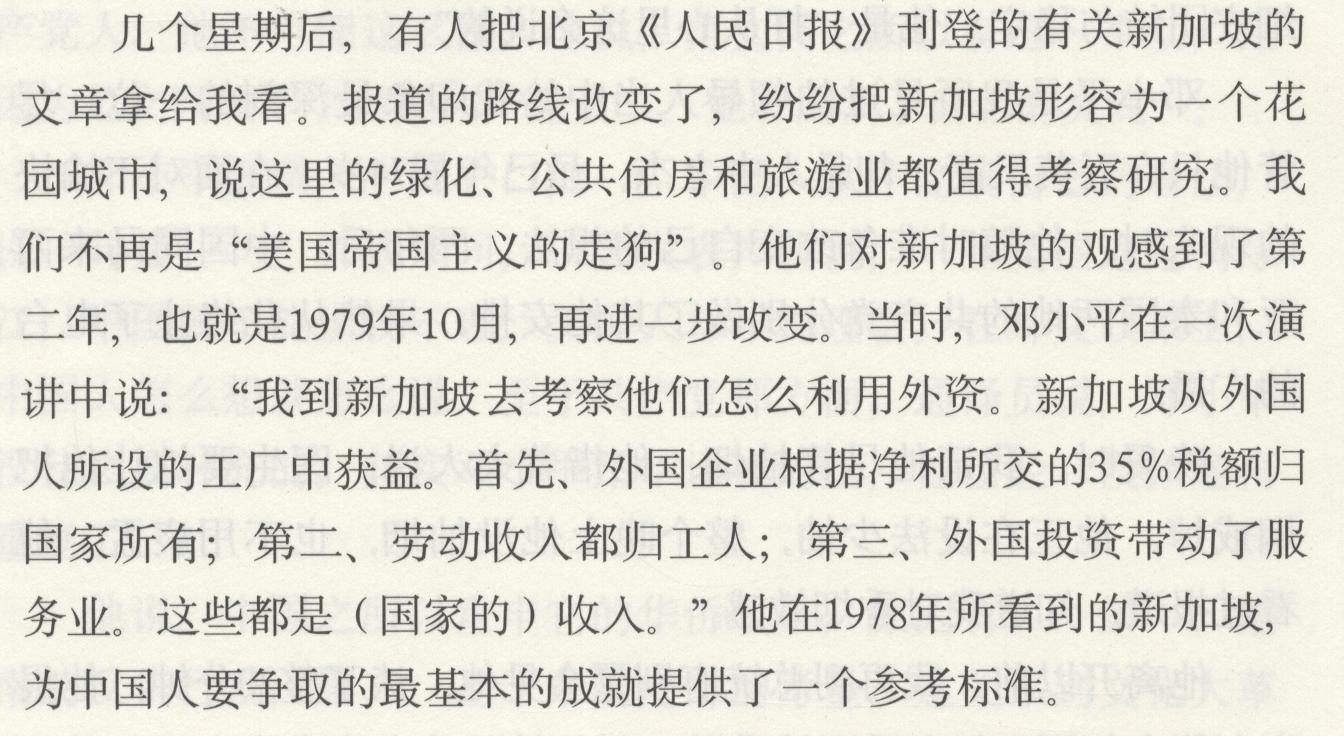 几个星期后，有人把北京《人民日报》刊登的有关新加坡的
文章拿给我看。报道的路线改变了，纷纷把新加坡形容为一个花
园城市，说这里的绿化、公共住房和旅游业都值得考察研究。我
们不再是“美国帝国主义的走狗”。他们对新加坡的观感到了第
二年，也就是1979年10月，再进一步改变。当时，邓小平在一次演
讲中说：“我到新加坡去考察他们怎么利用外资。新加坡从外国
人所设的工厂中获益。首先、外国企业根据净利所交的35%税额归
国家所有；第二、劳动收入都归工人；第三、外国投资带动了服
务业。这些都是（国家的）收入。”他在1978年所看到的新加坡，
为中国人要争取的最基本的成就提供了一个参考标准。